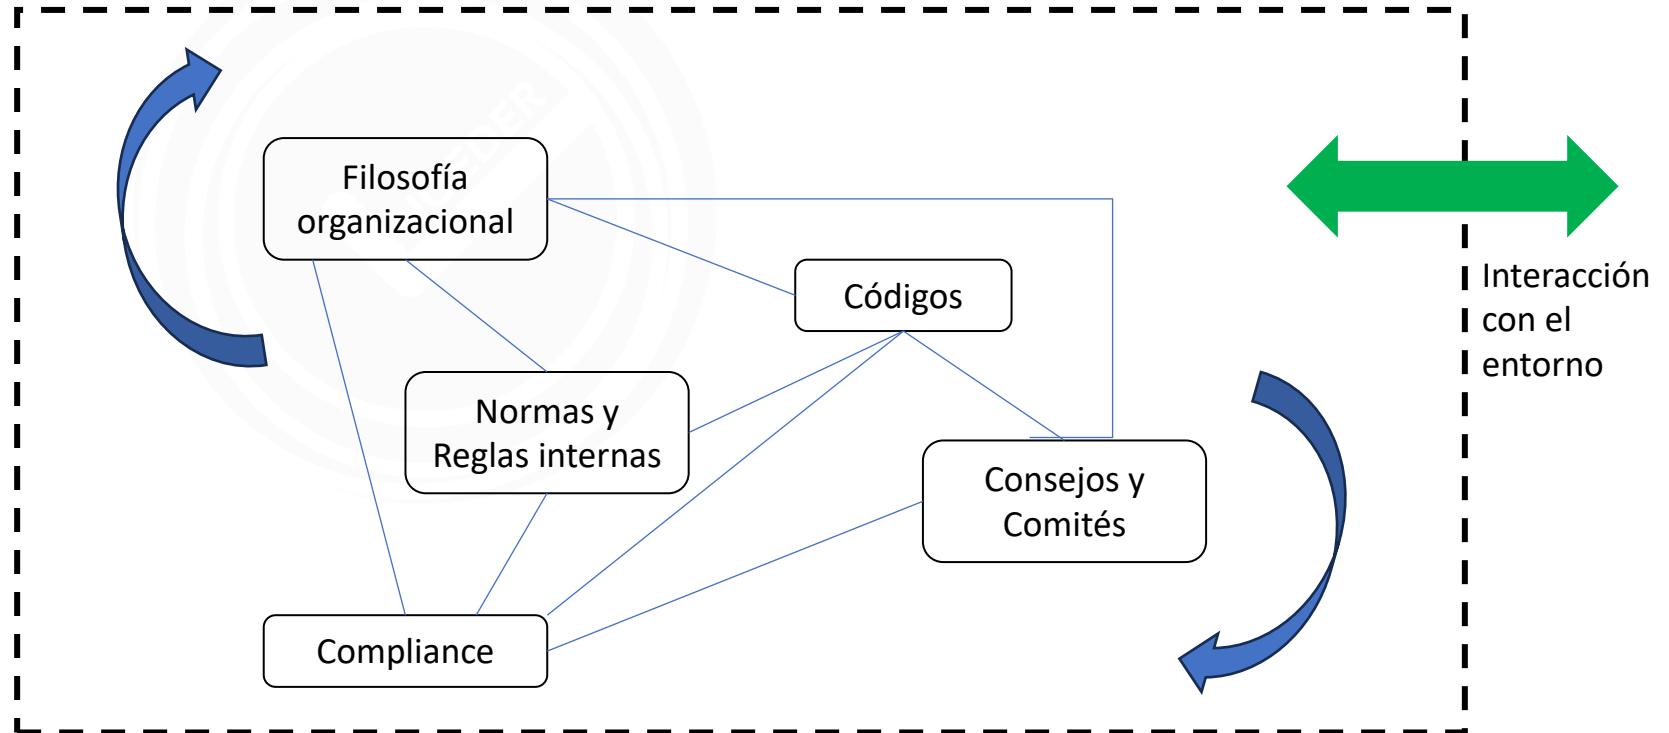 Filosofía
organizacional
Códigos
Interacción
con el
entorno
Normas y
Reglas internas
Consejos y
Comités
Compliance